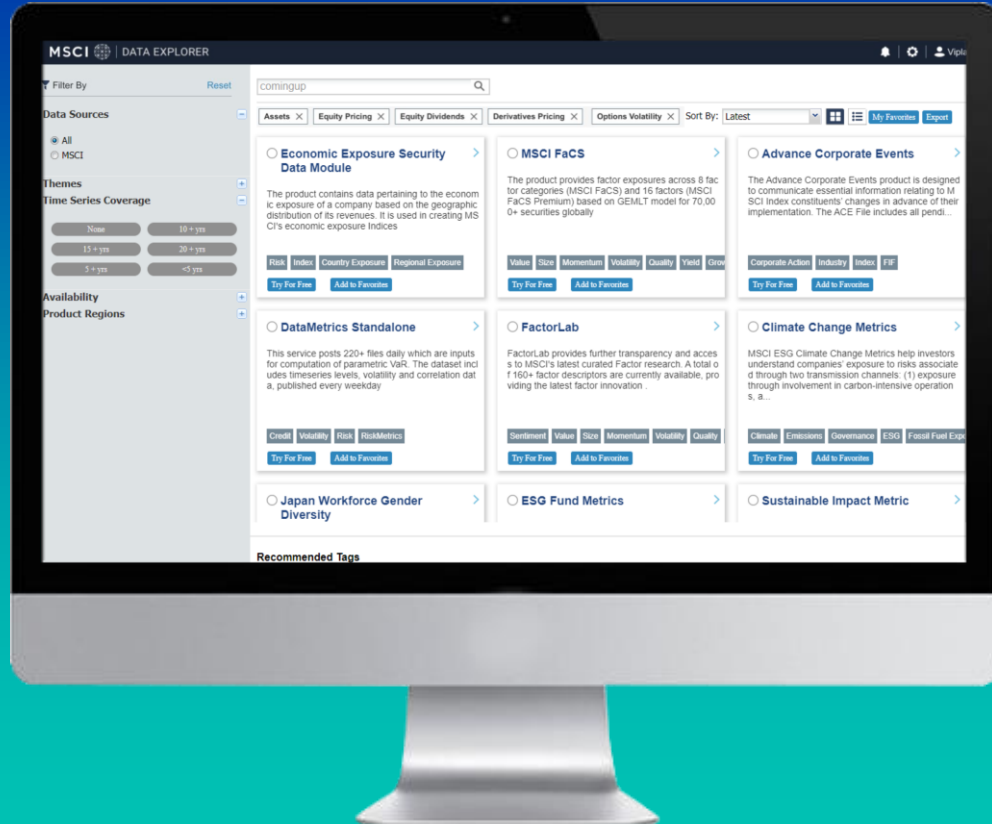 MSCI | DATA EXPLORER
Filter By Reset
Data Sources
All
MSCI
Themes
Time Series Coverage
None 10 + yrs
15 + yrs 20 + yrs
5 + yrs <5 yrs
Availability
Product Regions
comingup
Assets X Equity Pricing X Equity Dividends X Derivatives Pricing X Options Volatility X Sort By: Latest My Favorites Export
Economic Exposure Security
Data Module
The product contains data pertaining to the econom
ic exposure of a company based on the geographic
distribution of its revenues. It is used in creating MS
CI's economic exposure Indices
Risk Index Country Exposure Regional Exposure
Try For Free Add to Favorites
MSCI FaCS
The product provides factor exposures across 8 fac
tor categories (MSCI FaCS) and 16 factors (MSCI
FaCS Premium) based on GEMLT model for 70,00
0+ securities globally
Value Size Momentum Volatility Quality Yield Grow
Try For Free Add to Favorites
Advance Corporate Events
The Advance Corporate Events product is designed
to communicate essential information relating to M
SCI Index constituents' changes in advance of their
implementation. The ACE File includes all pendi...
Corporate Action Industry Index FIF
Try For Free Add to Favorites
DataMetrics Standalone
This service posts 220+ files daily which are inputs
for computation of parametric VaR. The dataset incl
udes timeseries levels, volatility and correlation dat
a, published every weekday
Credit Volatility Risk RiskMetrics
Try For Free Add to Favorites
FactorLab
FactorLab provides further transparency and acces
s to MSCI's latest curated Factor research. A total o
f 160+ factor descriptors are currently available, pro
viding the latest factor innovation .
Sentiment Value Size Momentum Volatility Quality
Try For Free Add to Favorites
Climate Change Metrics
MSCI ESG Climate Change Metrics help investors
understand companies' exposure to risks associate
d through two transmission channels: (1) exposure
through involvement in carbon-intensive operation
s, a...
Climate Emissions Governance ESG Fossil Fuel Expo
Try For Free Add to Favorites
Japan Workforce Gender
Diversity
ESG Fund Metrics
Sustainable Impact Metric
Recommended Tags